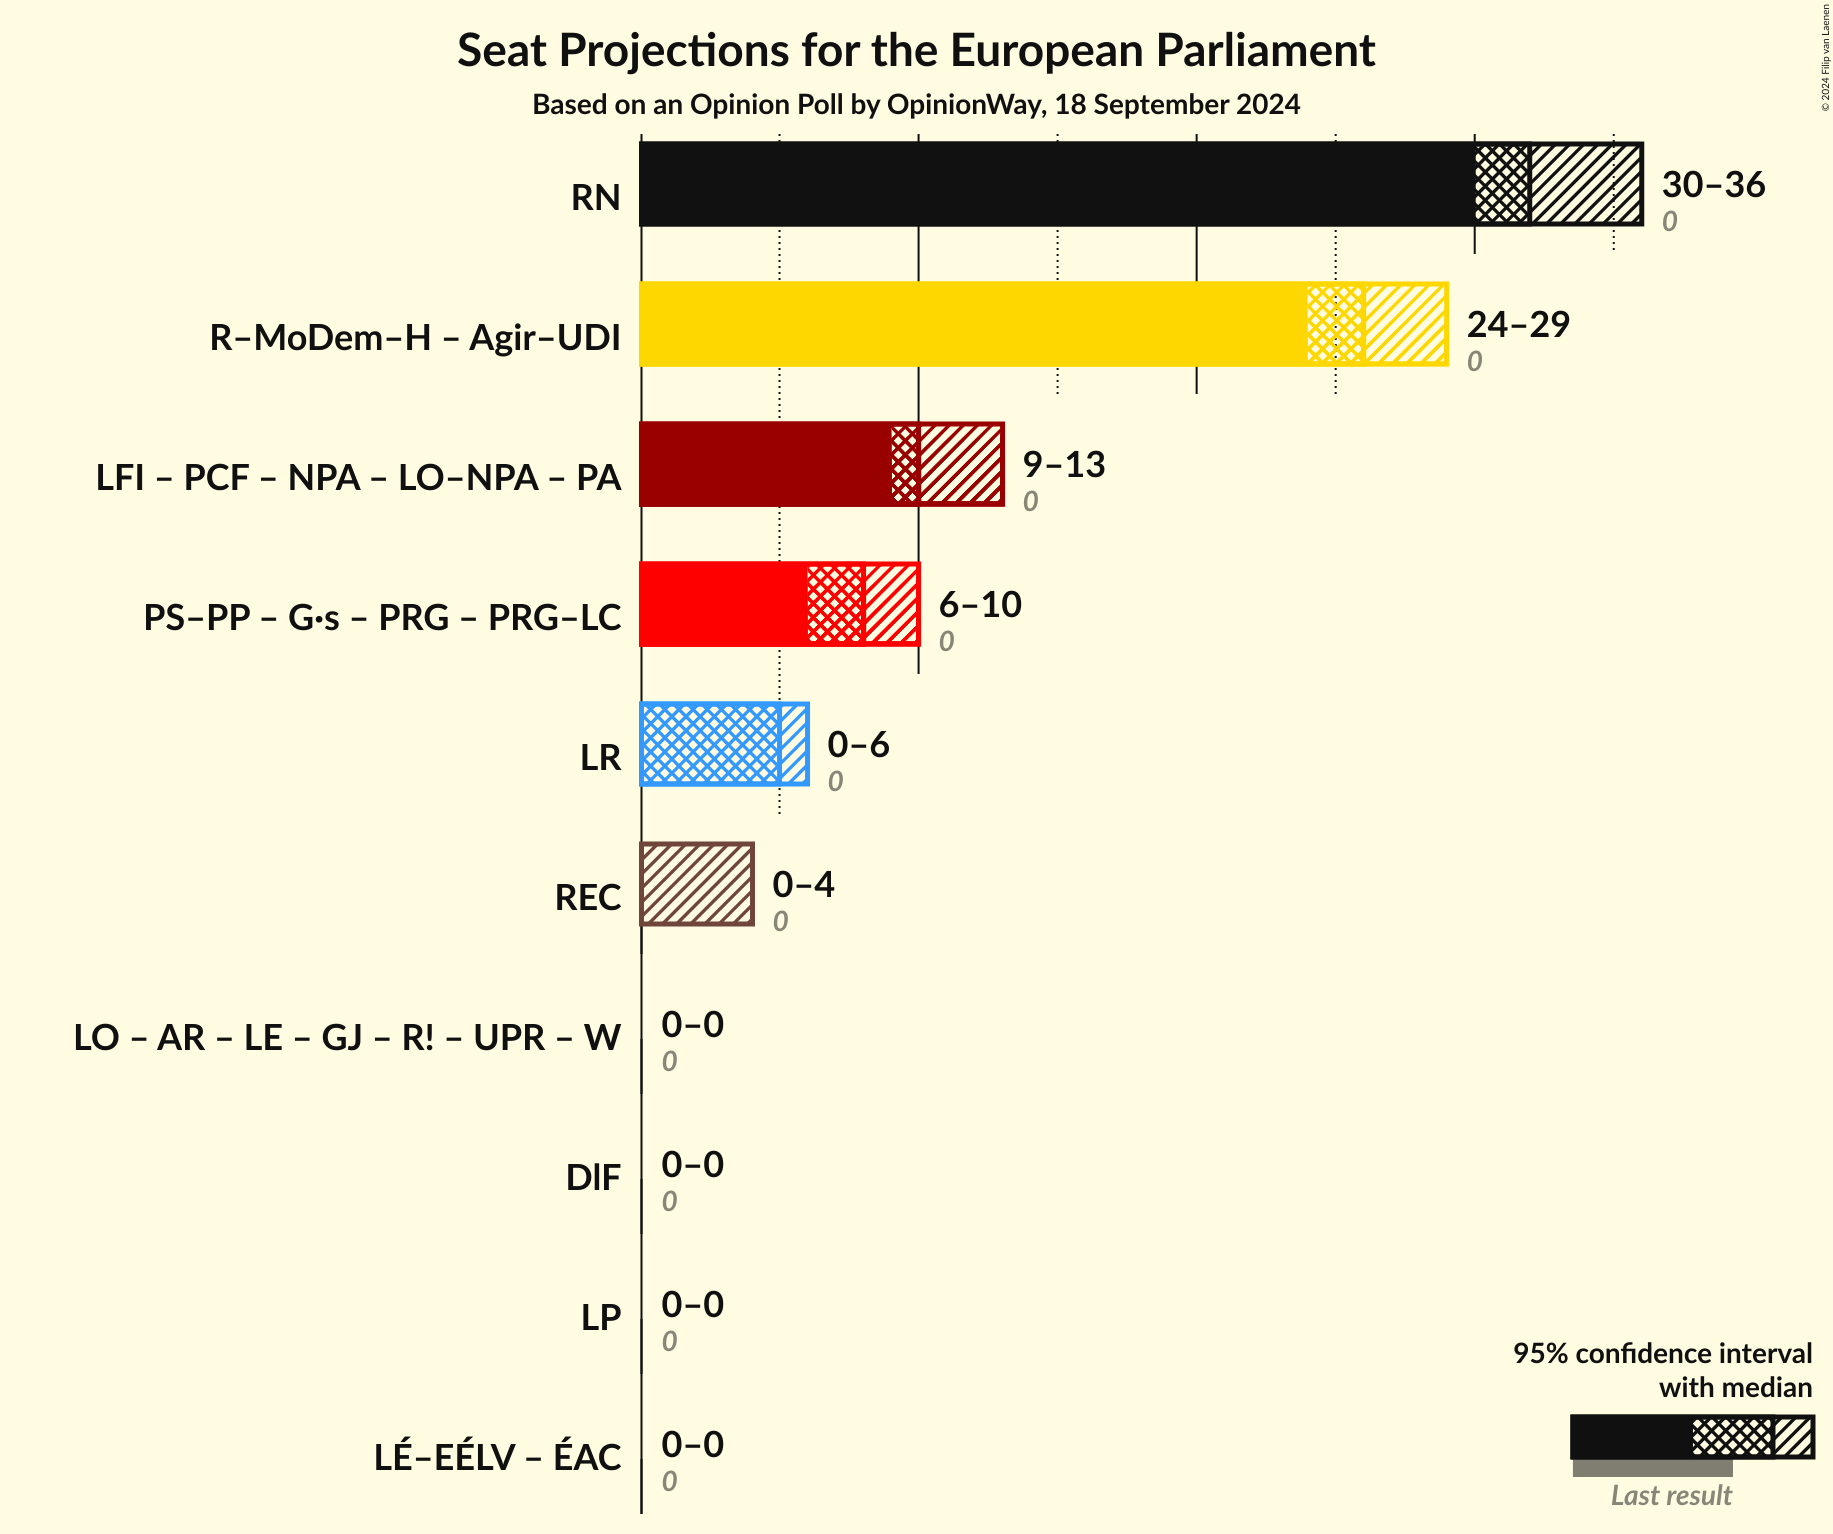 Seat Projections for the European Parliament
Based on an Opinion Poll by OpinionWay, 18 September 2024
© 2024 Filip van Laenen
RN
30–36
0
R–MoDem–H – Agir–UDI
24–29
0
LFI – PCF – NPA – LO–NPA – PA
9–13
0
PS–PP – G·s – PRG – PRG–LC
6–10
0
LR
0–6
0
REC
0–4
0
LO – AR – LE – GJ – R! – UPR – W
0–0
0
DlF
0–0
0
LP
0–0
0
LÉ–EÉLV – ÉAC
0–0
0
95% confidence interval
with median
Last result